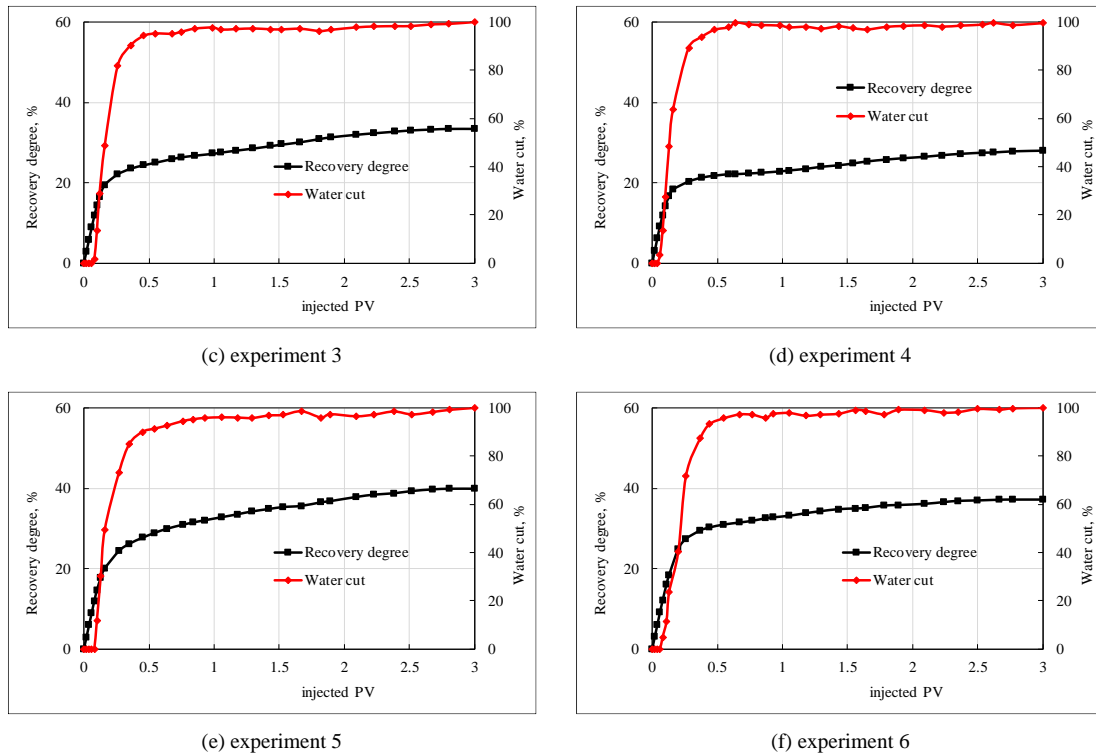 60
40
20
0
100
80
60
40
20
0
0
0.5
1
1.5
2
2.5
3
Recovery degree, %
Water cut, %
injected PV
Recovery degree
Water cut
(c) experiment 3
60
40
20
0
100
80
60
40
20
0
0
0.5
1
1.5
2
2.5
3
Recovery degree, %
Water cut, %
injected PV
Recovery degree
Water cut
(d) experiment 4
60
40
20
0
100
80
60
40
20
0
0
0.5
1
1.5
2
2.5
3
Recovery degree, %
Water cut, %
injected PV
Recovery degree
Water cut
(e) experiment 5
60
40
20
0
100
80
60
40
20
0
0
0.5
1
1.5
2
2.5
3
Recovery degree, %
Water cut, %
injected PV
Recovery degree
Water cut
(f) experiment 6